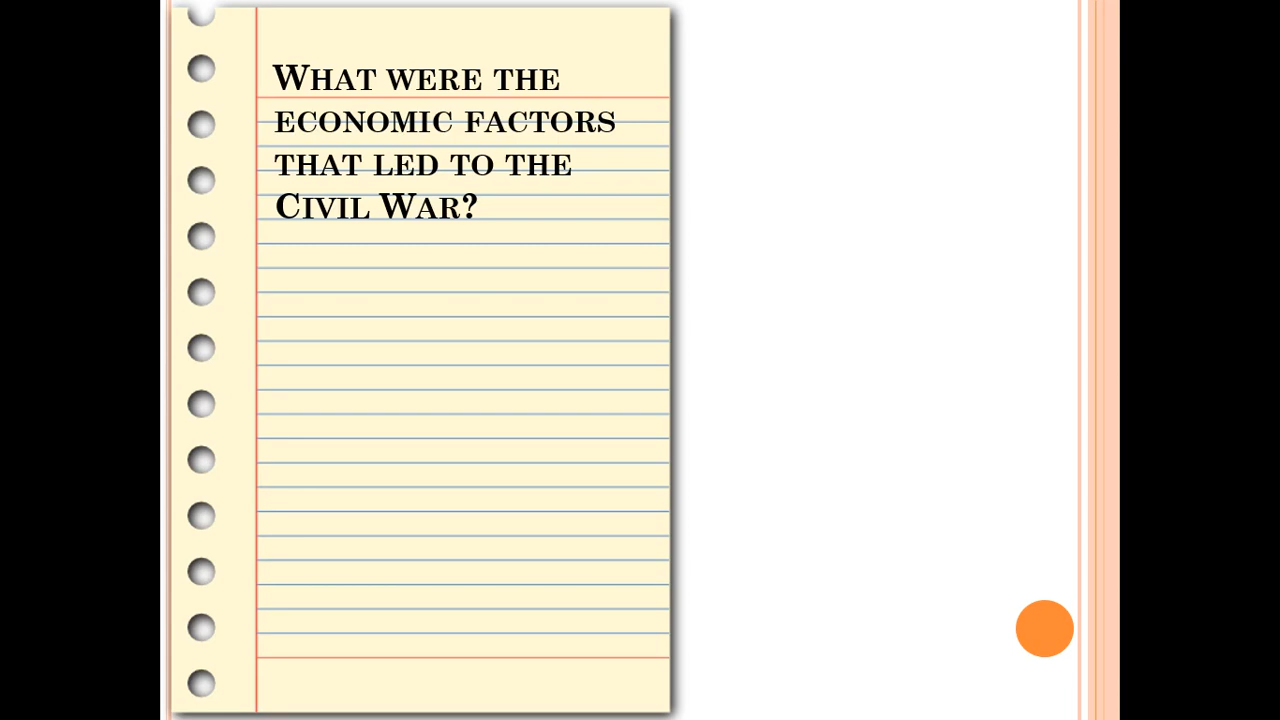 What were the
economic factors
that led to the
Civil War?